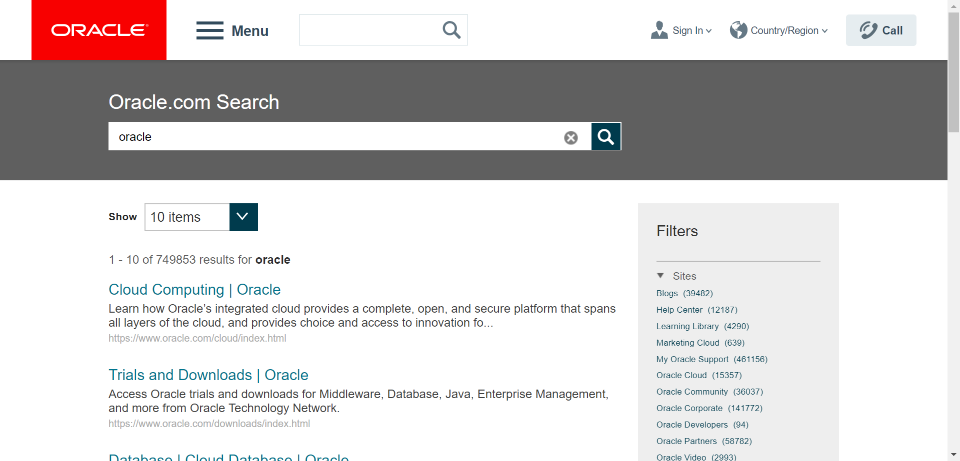 ORACLE
Menu
Sign In
Country/Region
Call
Oracle.com Search
oracle
Show
10 items
1 - 10 of 749853 results for oracle
Cloud Computing | Oracle
Learn how Oracle's integrated cloud provides a complete, open, and secure platform that spans
all layers of the cloud, and provides choice and access to innovation fo...
https://www.oracle.com/cloud/index.html
Trials and Downloads | Oracle
Access Oracle trials and downloads for Middleware, Database, Java, Enterprise Management,
and more from Oracle Technology Network.
https://www.oracle.com/downloads/index.html
Database | Cloud Database | Oracle
Filters
Sites
Blogs (39482)
Help Center (12187)
Learning Library (4290)
Marketing Cloud (639)
My Oracle Support (461156)
Oracle Cloud (15357)
Oracle Community (36037)
Oracle Corporate (141772)
Oracle Developers (94)
Oracle Partners (58782)
Oracle Video (2993)